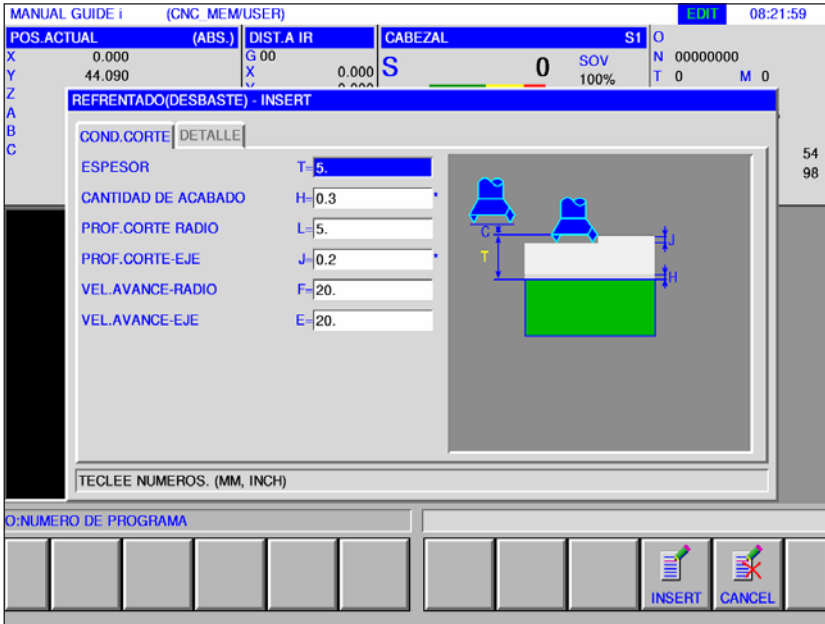 MANUAL GUIDE i (CNC_MEM/USER) EDIT 08:21:59
POS.ACTUAL (ABS.) DIST.A IR CABEZAL S1 O
X 0.000 G 00 S 0 SOV N 00000000
Y 44.090 X 0.000 100% T 0 M 0
Z
A
B
C
54
98
REFRENTADO(DESBASTE) - INSERT
COND.CORTE DETALLE
ESPESOR T=5.
CANTIDAD DE ACABADO H=0.3 *
PROF.CORTE RADIO L=5.
PROF.CORTE-EJE J=0.2 *
VEL.AVANCE-RADIO F=20.
VEL.AVANCE-EJE E=20.
C
T
J
H
TECLEE NUMEROS. (MM, INCH)
O:NUMERO DE PROGRAMA
INSERT CANCEL